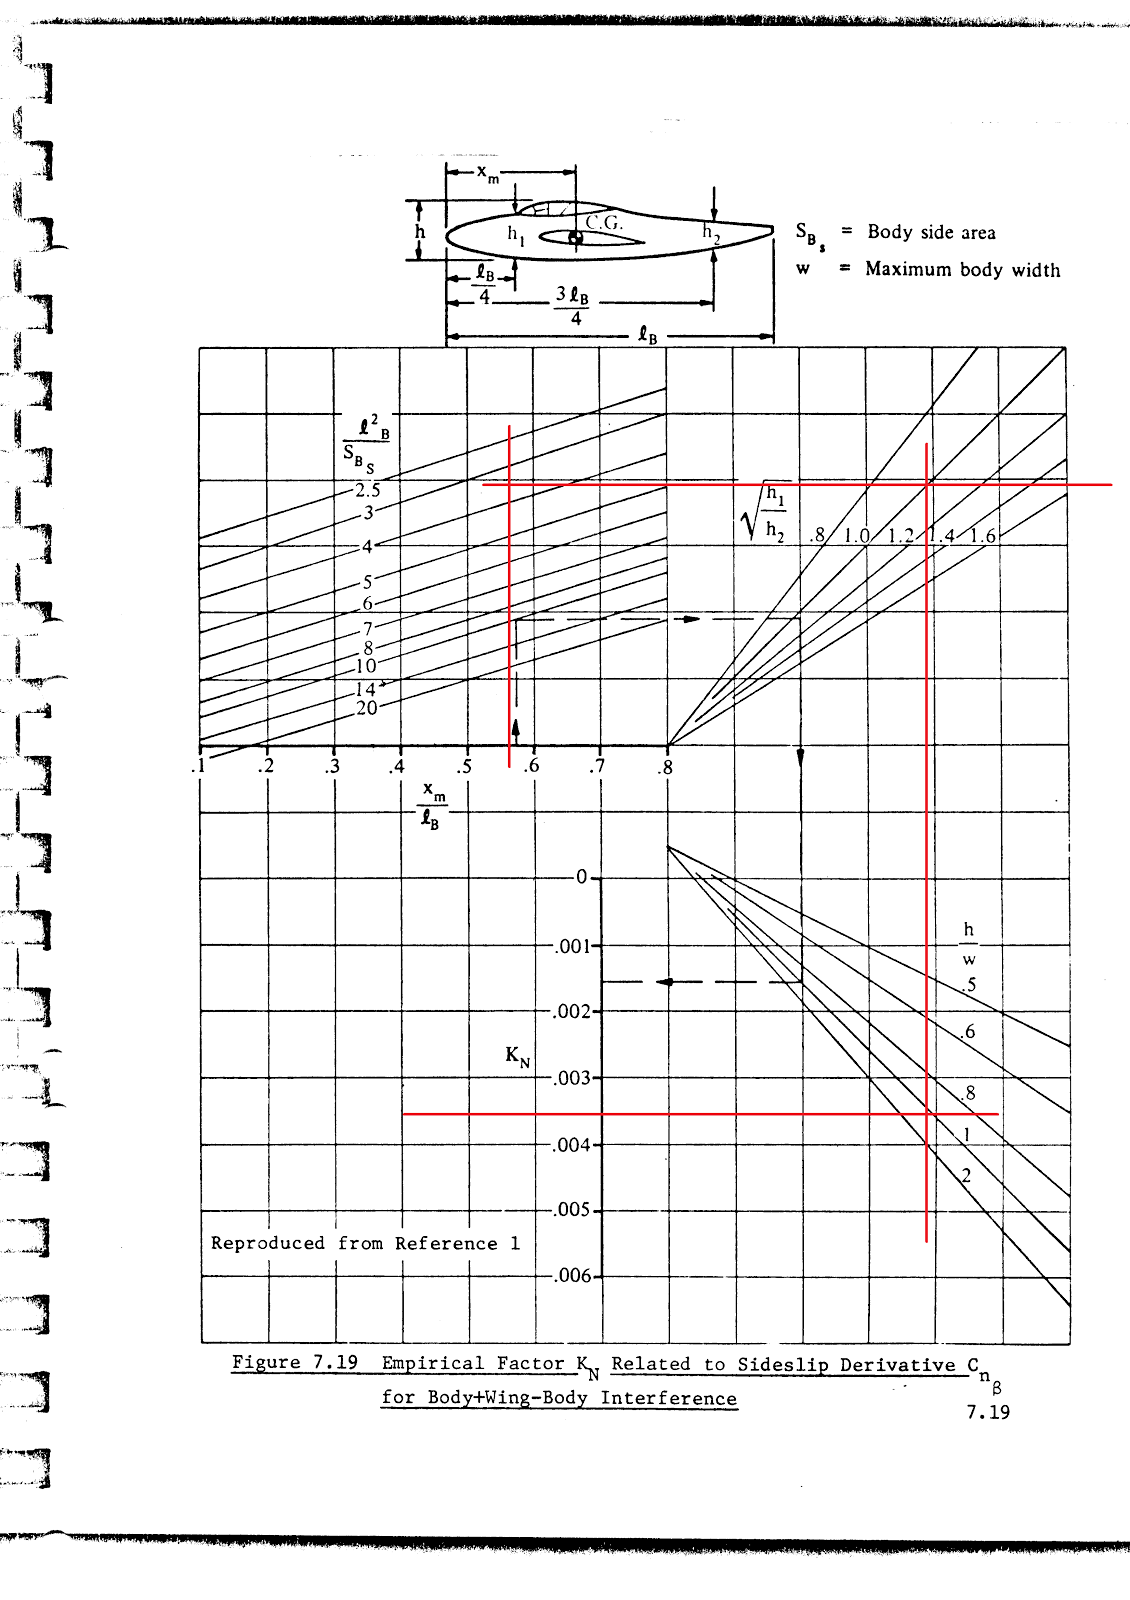 x_m
C.G.
h
h_1
h_2
S_B_s = Body side area
w = Maximum body width
ℓ_B
4
3ℓ_B
4
ℓ_B
ℓ²_B
S_B_S
2.5
3
4
5
6
7
8
10
14
20
√h_1
h_2
.8 1.0 1.2 1.4 1.6
.1 .2 .3 .4 .5 .6 .7 .8
x_m
ℓ_B
0
.001
.002
.003
.004
.005
.006
K_N
h
w
.5
.6
.8
1
2
Reproduced from Reference 1
Figure 7.19 Empirical Factor K_N Related to Sideslip Derivative C_n_β
for Body+Wing-Body Interference
7.19